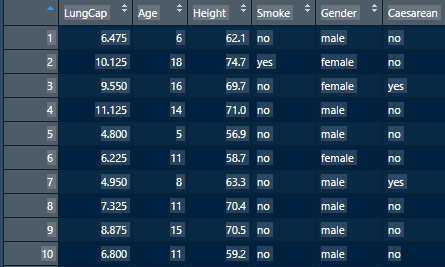 LungCap Age Height Smoke Gender Caesarean
1 6.475 6 62.1 no male no
2 10.125 18 74.7 yes female no
3 9.550 16 69.7 no female yes
4 11.125 14 71.0 no male no
5 4.800 5 56.9 no male no
6 6.225 11 58.7 no female no
7 4.950 8 63.3 no male yes
8 7.325 11 70.4 no male no
9 8.875 15 70.5 no male no
10 6.800 11 59.2 no male no